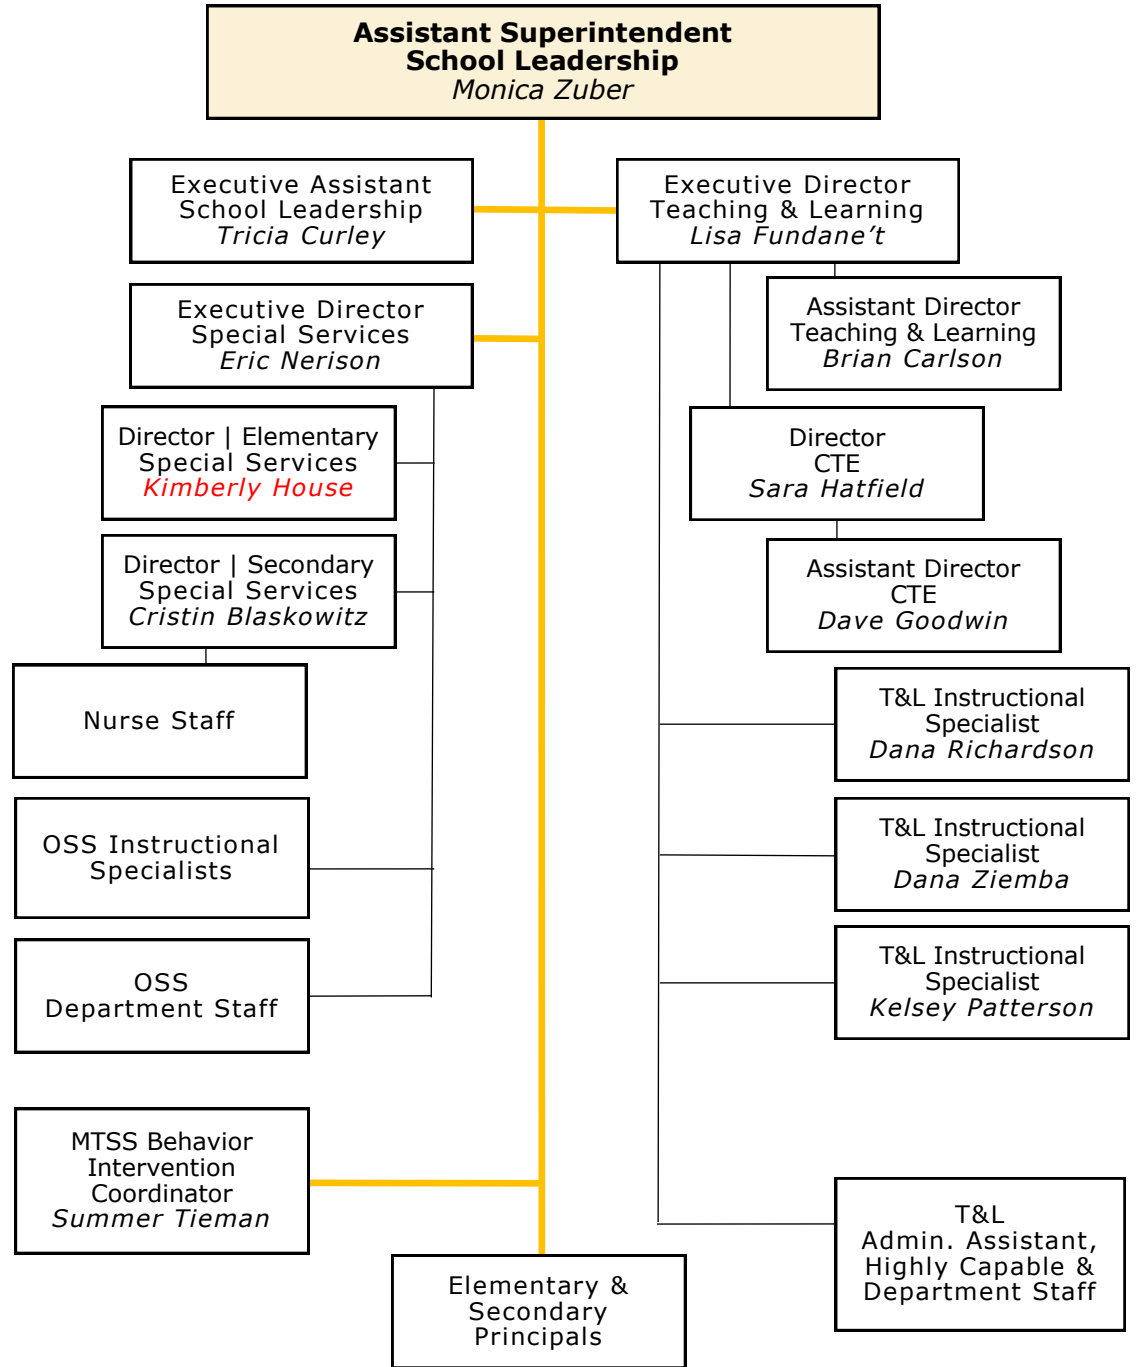 Assistant Superintendent
School Leadership
Monica Zuber
Executive Assistant
School Leadership
Tricia Curley
Executive Director
Teaching & Learning
Lisa Fundane’t
Executive Director
Special Services
Eric Nerison
Assistant Director
Teaching & Learning
Brian Carlson
Director | Elementary
Special Services
Kimberly House
Director
CTE
Sara Hatfield
Director | Secondary
Special Services
Cristin Blaskowitz
Assistant Director
CTE
Dave Goodwin
Nurse Staff
T&L Instructional
Specialist
Dana Richardson
OSS Instructional
Specialists
T&L Instructional
Specialist
Dana Ziemba
OSS
Department Staff
T&L Instructional
Specialist
Kelsey Patterson
MTSS Behavior
Intervention
Coordinator
Summer Tieman
T&L
Admin. Assistant,
Highly Capable &
Department Staff
Elementary &
Secondary
Principals